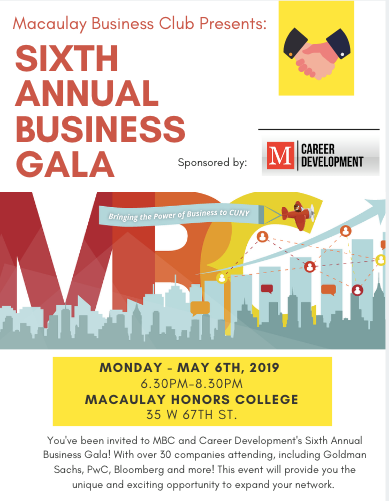 Macaulay Business Club Presents:
SIXTH
ANNUAL
BUSINESS
GALA
Sponsored by:
M CAREER
DEVELOPMENT
MBC
Bringing the Power of Business to CUNY
MONDAY - MAY 6TH, 2019
6.30PM-8.30PM
MACAULAY HONORS COLLEGE
35 W 67TH ST.
You've been invited to MBC and Career Development's Sixth Annual
Business Gala! With over 30 companies attending, including Goldman
Sachs, PwC, Bloomberg and more! This event will provide you the
unique and exciting opportunity to expand your network.